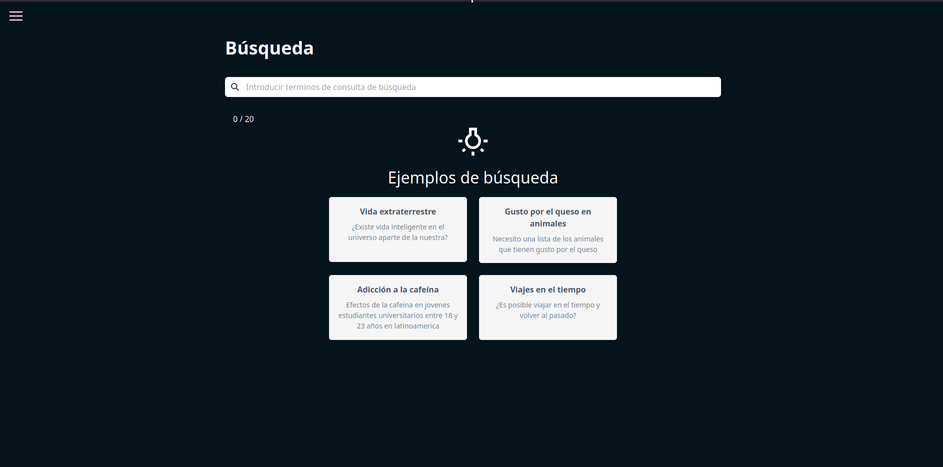 Búsqueda
Introducir terminos de consulta de búsqueda
0 / 20
Ejemplos de búsqueda
Vida extraterrestre
¿Existe vida inteligente en el
universo aparte de la nuestra?
Gusto por el queso en
animales
Necesito una lista de los animales
que tienen gusto por el queso
Adicción a la cafeína
Efectos de la cafeina en jovenes
estudiantes universitarios entre 18 y
23 años en latinoamerica
Viajes en el tiempo
¿Es posible viajar en el tiempo y
volver al pasado?